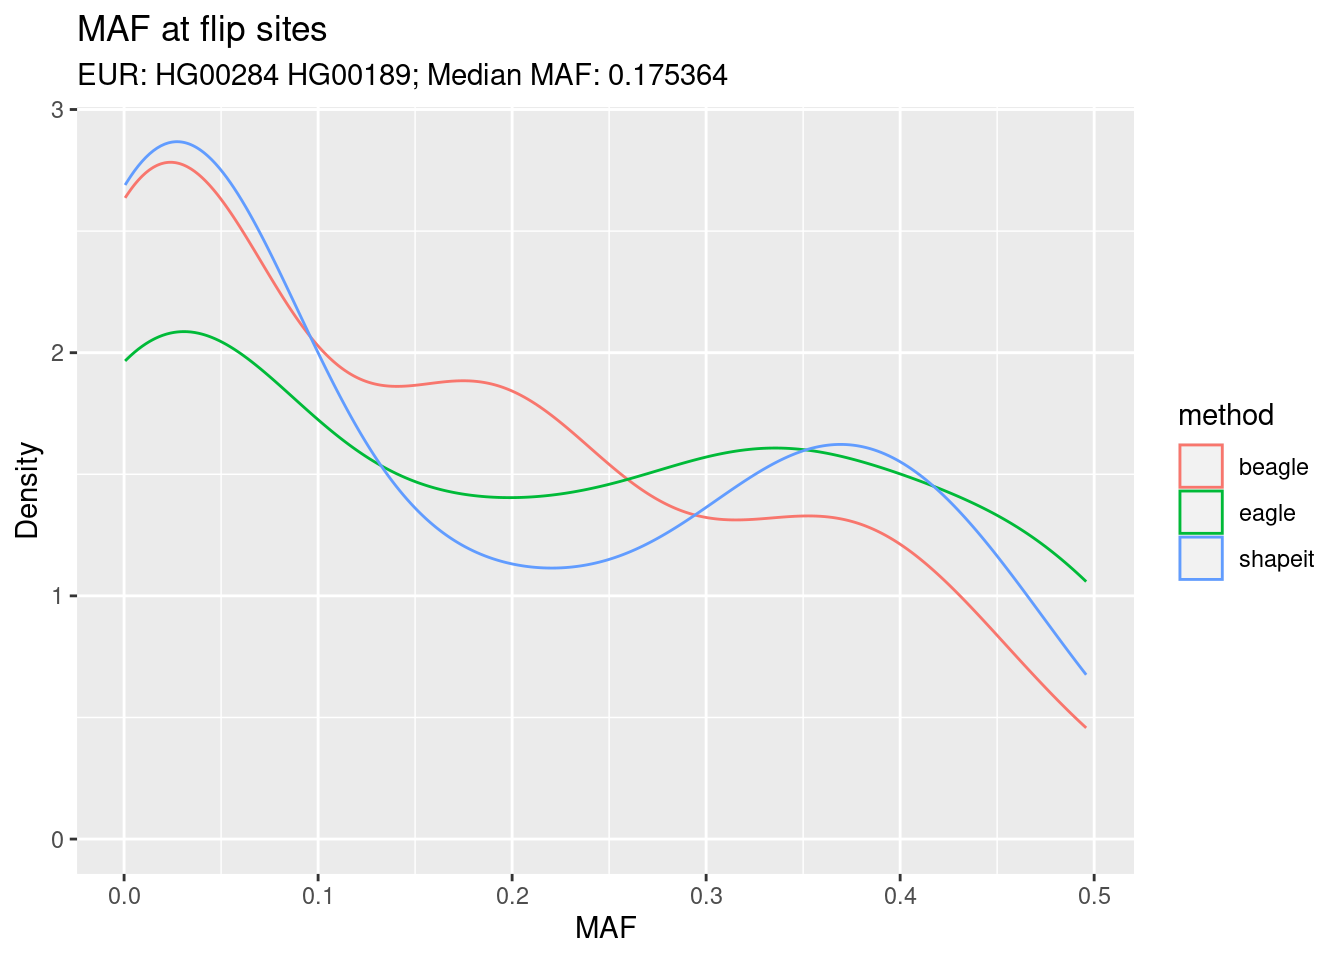 MAF at flip sites
EUR: HG00284 HG00189; Median MAF: 0.175364
3
2
1
0
Density
0.0 0.1 0.2 0.3 0.4 0.5
MAF
method
beagle
eagle
shapeit